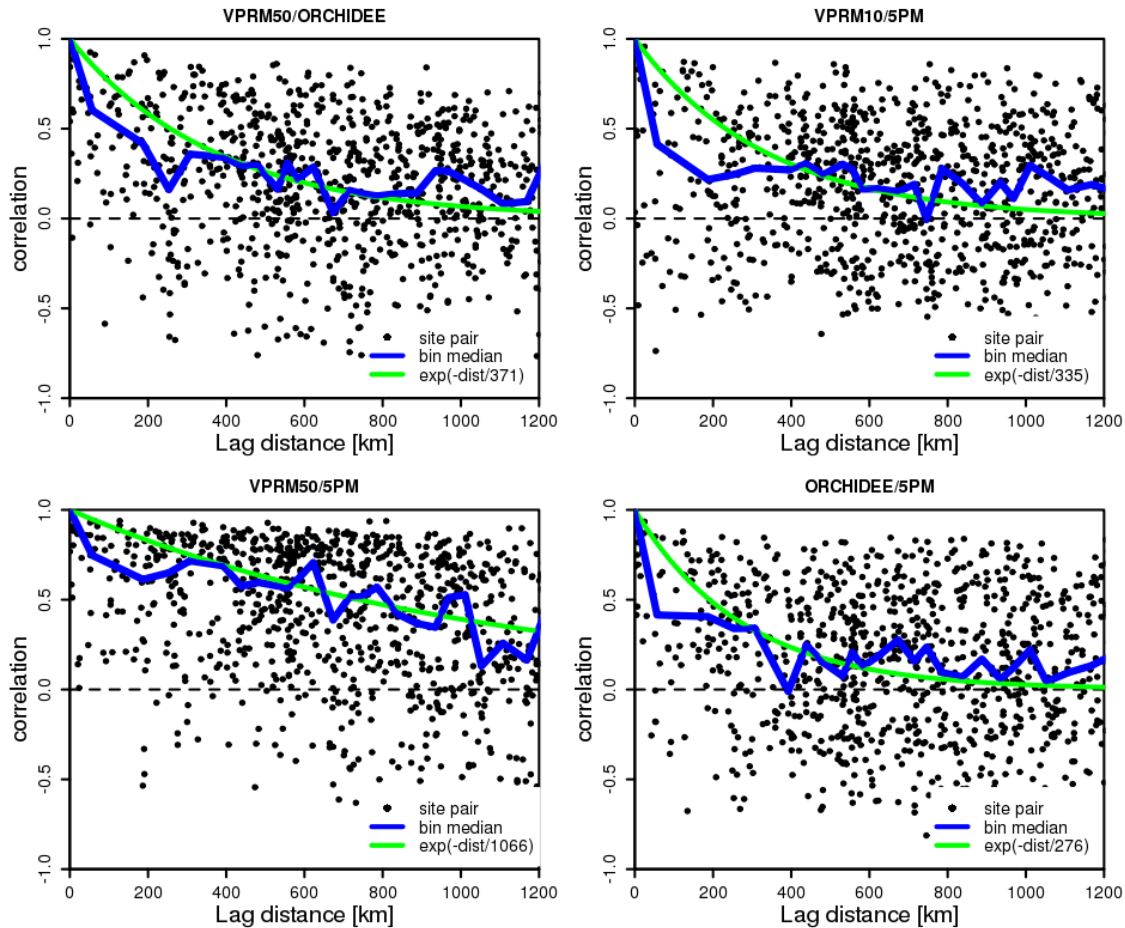 VPRM50/ORCHIDEE
1.0
0.5
0.0
-0.5
-1.0
correlation
site pair
bin median
exp(-dist/371)
0 200 400 600 800 1000 1200
Lag distance [km]
VPRM10/5PM
1.0
0.5
0.0
-0.5
-1.0
correlation
site pair
bin median
exp(-dist/335)
0 200 400 600 800 1000 1200
Lag distance [km]
VPRM50/5PM
1.0
0.5
0.0
-0.5
-1.0
correlation
site pair
bin median
exp(-dist/1066)
0 200 400 600 800 1000 1200
Lag distance [km]
ORCHIDEE/5PM
1.0
0.5
0.0
-0.5
-1.0
correlation
site pair
bin median
exp(-dist/276)
0 200 400 600 800 1000 1200
Lag distance [km]